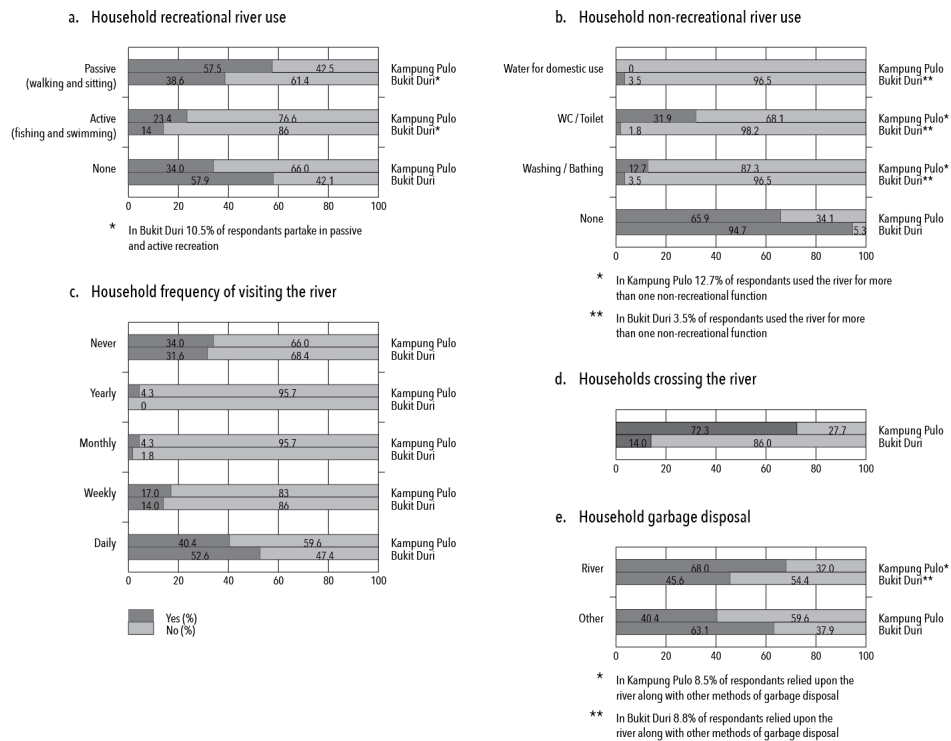 a. Household recreational river use
Passive
(walking and sitting)
57.5 42.5 Kampung Pulo
38.6 61.4 Bukit Duri*
Active
(fishing and swimming)
23.4 76.6 Kampung Pulo
14 86 Bukit Duri*
None
34.0 66.0 Kampung Pulo
57.9 42.1 Bukit Duri
0 20 40 60 80 100
* In Bukit Duri 10.5% of respondents partake in passive
and active recreation
b. Household non-recreational river use
Water for domestic use
0 Kampung Pulo
3.5 96.5 Bukit Duri**
WC / Toilet
31.9 68.1 Kampung Pulo*
1.8 98.2 Bukit Duri**
Washing / Bathing
12.7 87.3 Kampung Pulo*
3.5 96.5 Bukit Duri**
None
65.9 34.1 Kampung Pulo
94.7 5.3 Bukit Duri
0 20 40 60 80 100
* In Kampung Pulo 12.7% of respondents used the river for more
than one non-recreational function
** In Bukit Duri 3.5% of respondents used the river for more
than one non-recreational function
c. Household frequency of visiting the river
Never
34.0 66.0 Kampung Pulo
31.6 68.4 Bukit Duri
Yearly
4.3 95.7 Kampung Pulo
0 Bukit Duri
Monthly
4.3 95.7 Kampung Pulo
1.8 Bukit Duri
Weekly
17.0 83 Kampung Pulo
14.0 86 Bukit Duri
Daily
40.4 59.6 Kampung Pulo
52.6 47.4 Bukit Duri
0 20 40 60 80 100
Yes (%)
No (%)
d. Households crossing the river
72.3 27.7 Kampung Pulo
14.0 86.0 Bukit Duri
0 20 40 60 80 100
e. Household garbage disposal
River
68.0 32.0 Kampung Pulo*
45.6 54.4 Bukit Duri**
Other
40.4 59.6 Kampung Pulo
63.1 37.9 Bukit Duri
0 20 40 60 80 100
* In Kampung Pulo 8.5% of respondents relied upon the
river along with other methods of garbage disposal
** In Bukit Duri 8.8% of respondents relied upon the
river along with other methods of garbage disposal